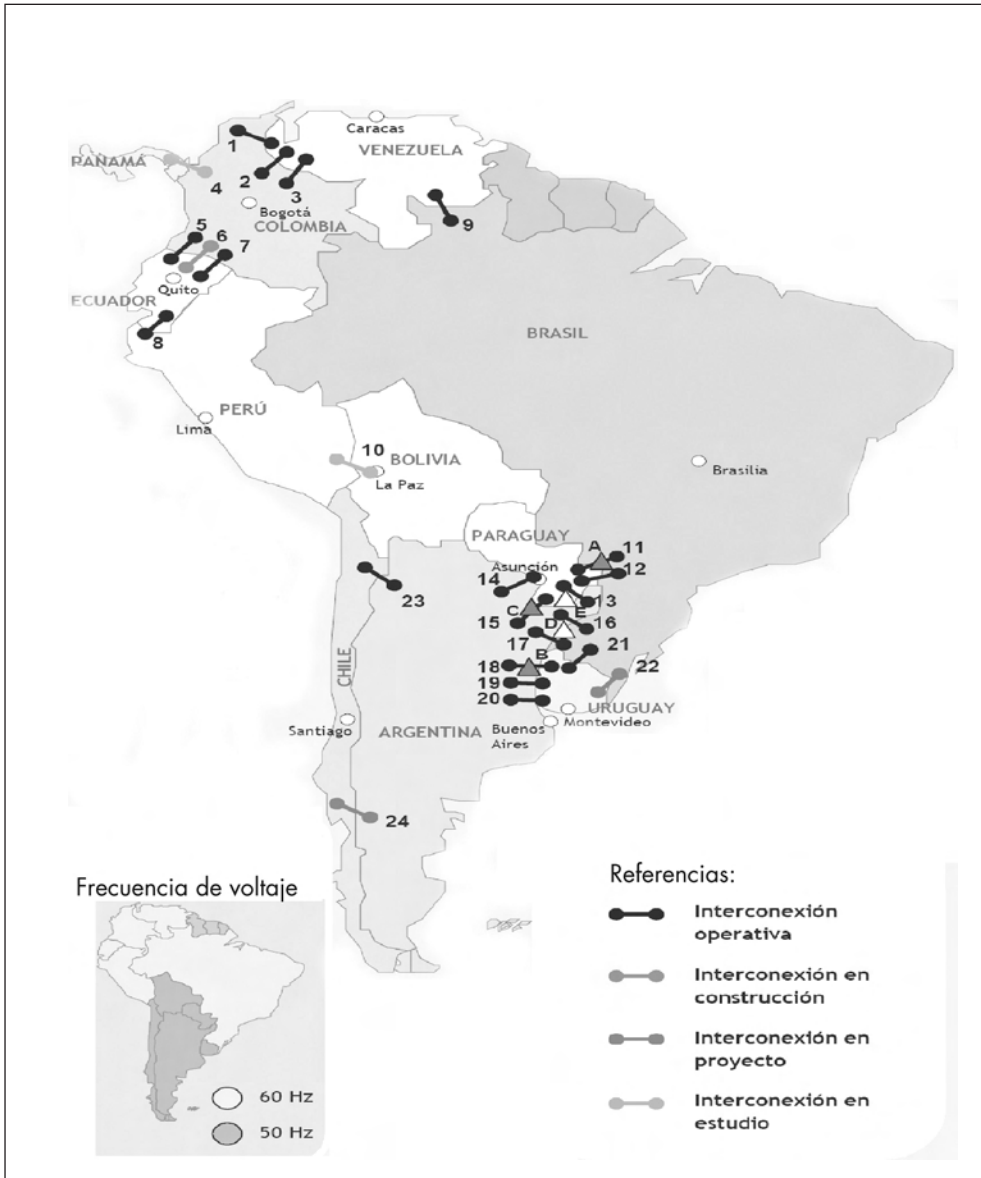 Caracas
VENEZUELA
1
PANAMÁ
2
3
4
Bogotá
COLOMBIA
9
5
6
7
Quito
ECUADOR
8
BRASIL
PERÚ
Lima
10
BOLIVIA
La Paz
Brasilia
PARAGUAY
A
11
12
Asunción
14
23
C
E
13
15
D
16
17
B
21
18
22
19
20
CHILE
URUGUAY
Santiago
ARGENTINA
Buenos
Aires
Montevideo
24
Frecuencia de voltaje
60 Hz
50 Hz
Referencias:
Interconexión
operativa
Interconexión en
construcción
Interconexión en
proyecto
Interconexión en
estudio